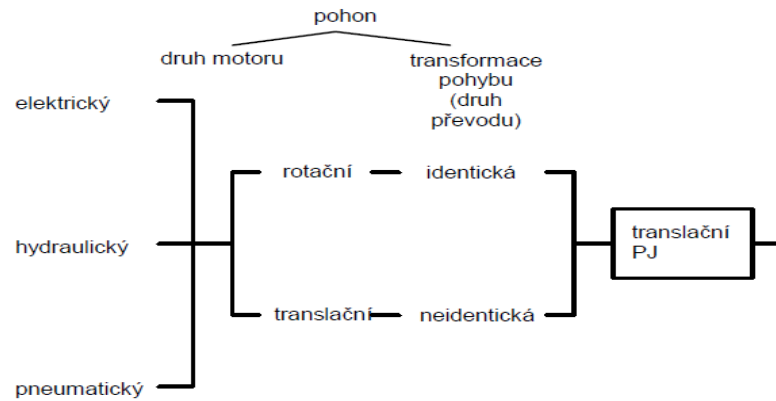 pohon
druh motoru
transformace
pohybu
(druh
převodu)
elektrický
rotační
identická
hydraulický
translační
PJ
translační
neidentická
pneumatický